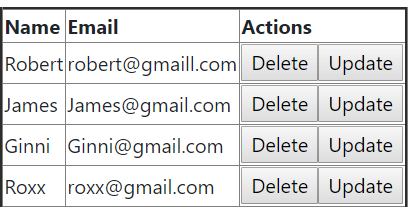 Name Email Actions
Robert robert@gmaill.com Delete Update
James James@gmail.com Delete Update
Ginni Ginni@gmail.com Delete Update
Roxx roxx@gmail.com Delete Update